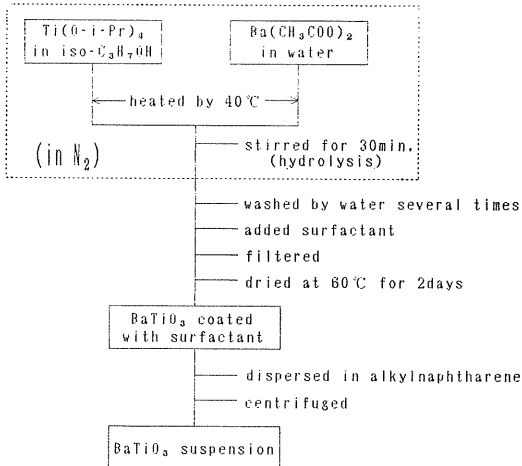 Ti(O-i-Pr)₄
in iso-C₃H₇OH
Ba(CH₃COO)₂
in water
heated by 40℃
stirred for 30min.
(hydrolysis)
(in N₂)
washed by water several times
added surfactant
filtered
dried at 60℃ for 2days
BaTiO₃ coated
with surfactant
dispersed in alkylnaphtharene
centrifuged
BaTiO₃ suspension